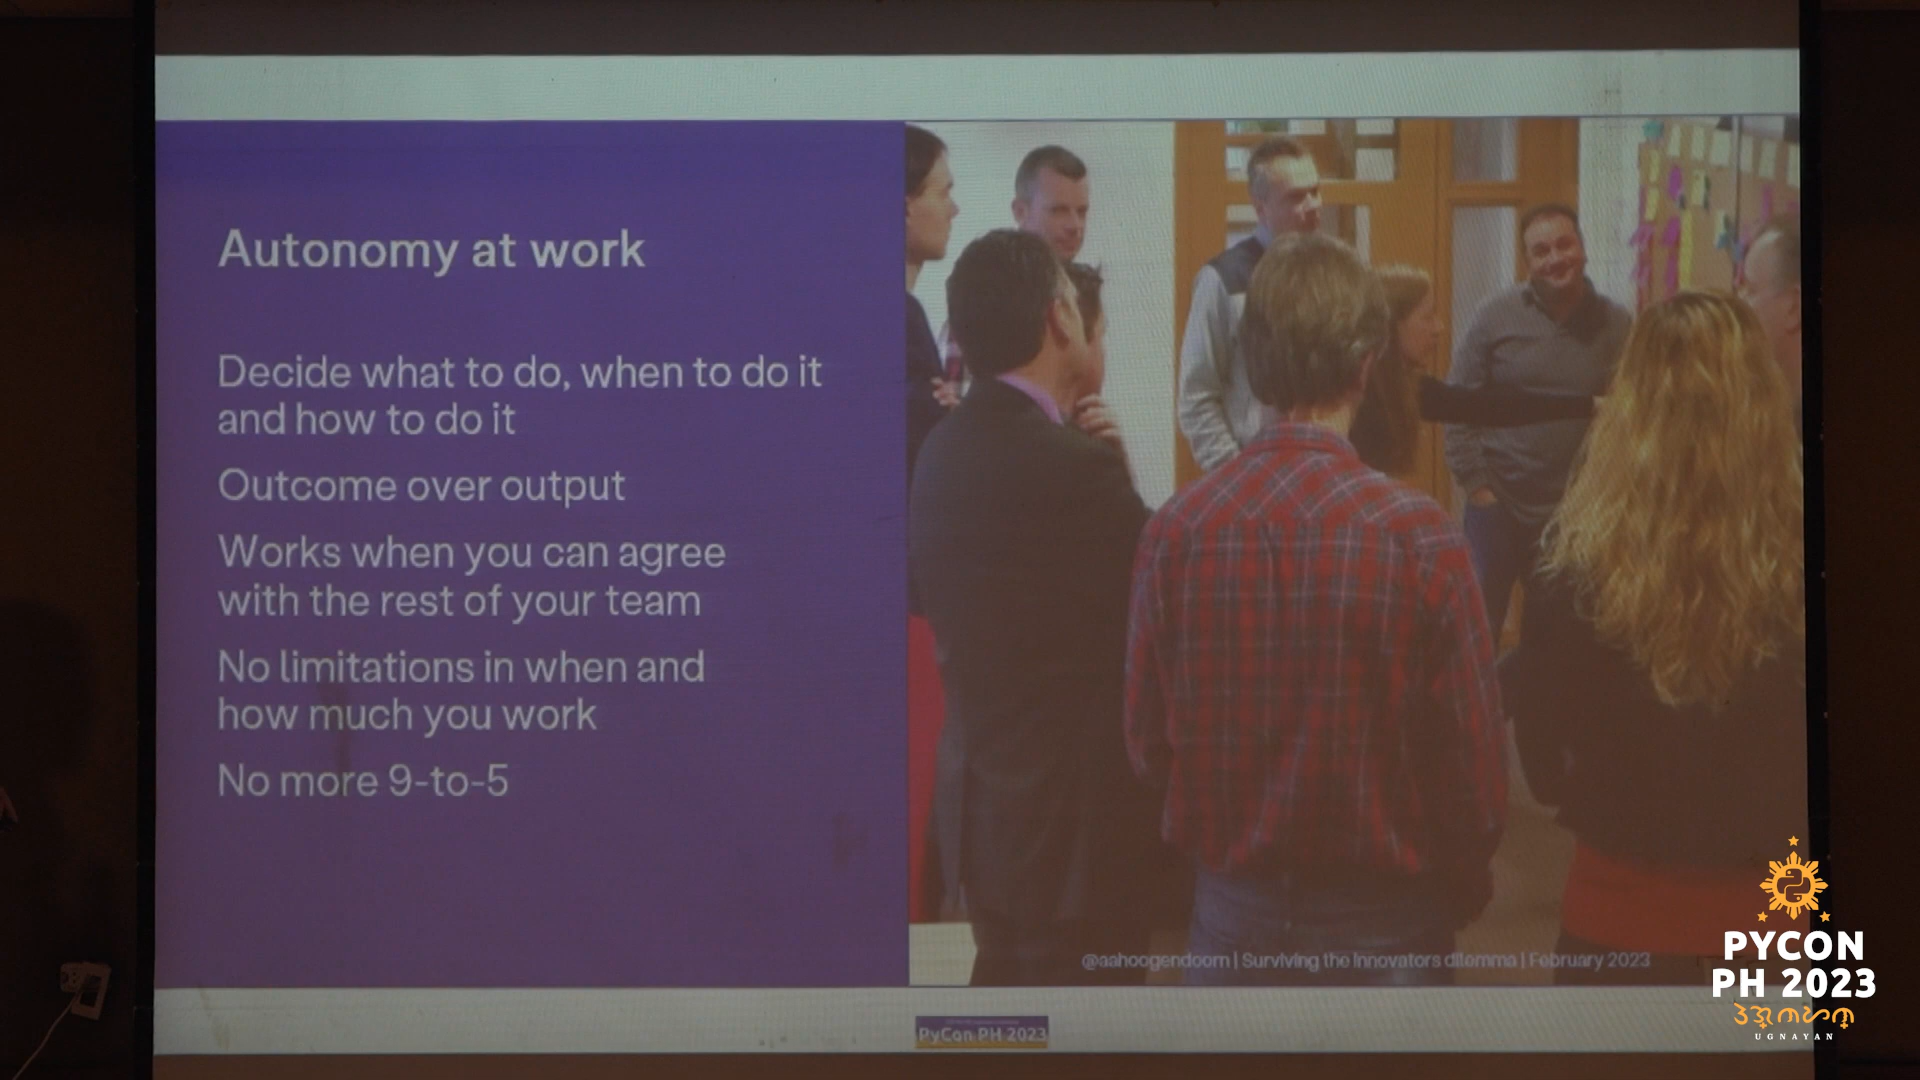 Autonomy at work
Decide what to do, when to do it
and how to do it
Outcome over output
Works when you can agree
with the rest of your team
No limitations in when and
how much you work
No more 9-to-5
@aahoogendoorn | Surviving the innovators dilemma | February 2023
PyCon PH 2023
PYCON
PH 2023
UGNAYAN